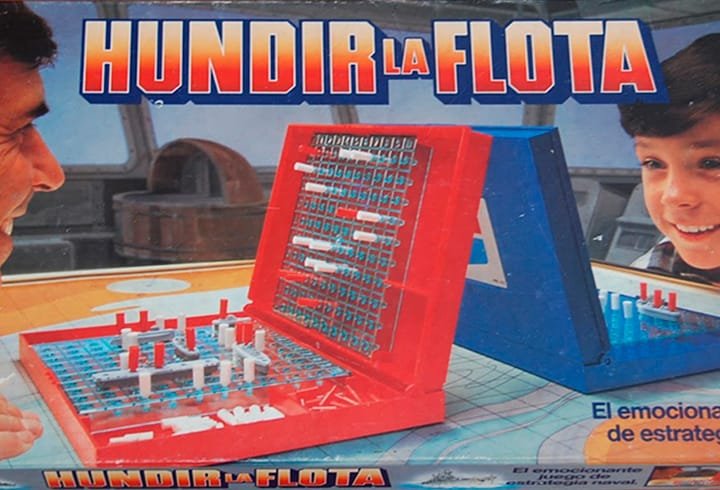 HUNDIR LA FLOTA
El emociona
de estrateg
HUNDIR LA FLOTA
El emocionante
juego de
estrategia naval.